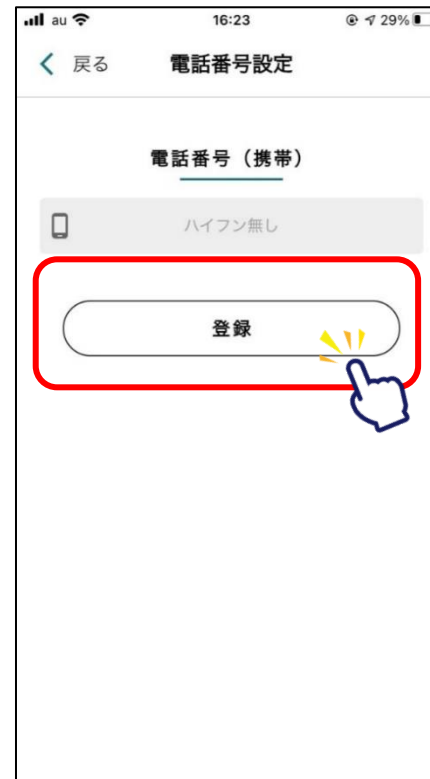 au 16:23 29%
戻る 電話番号設定
電話番号（携帯）
ハイフン無し
登録